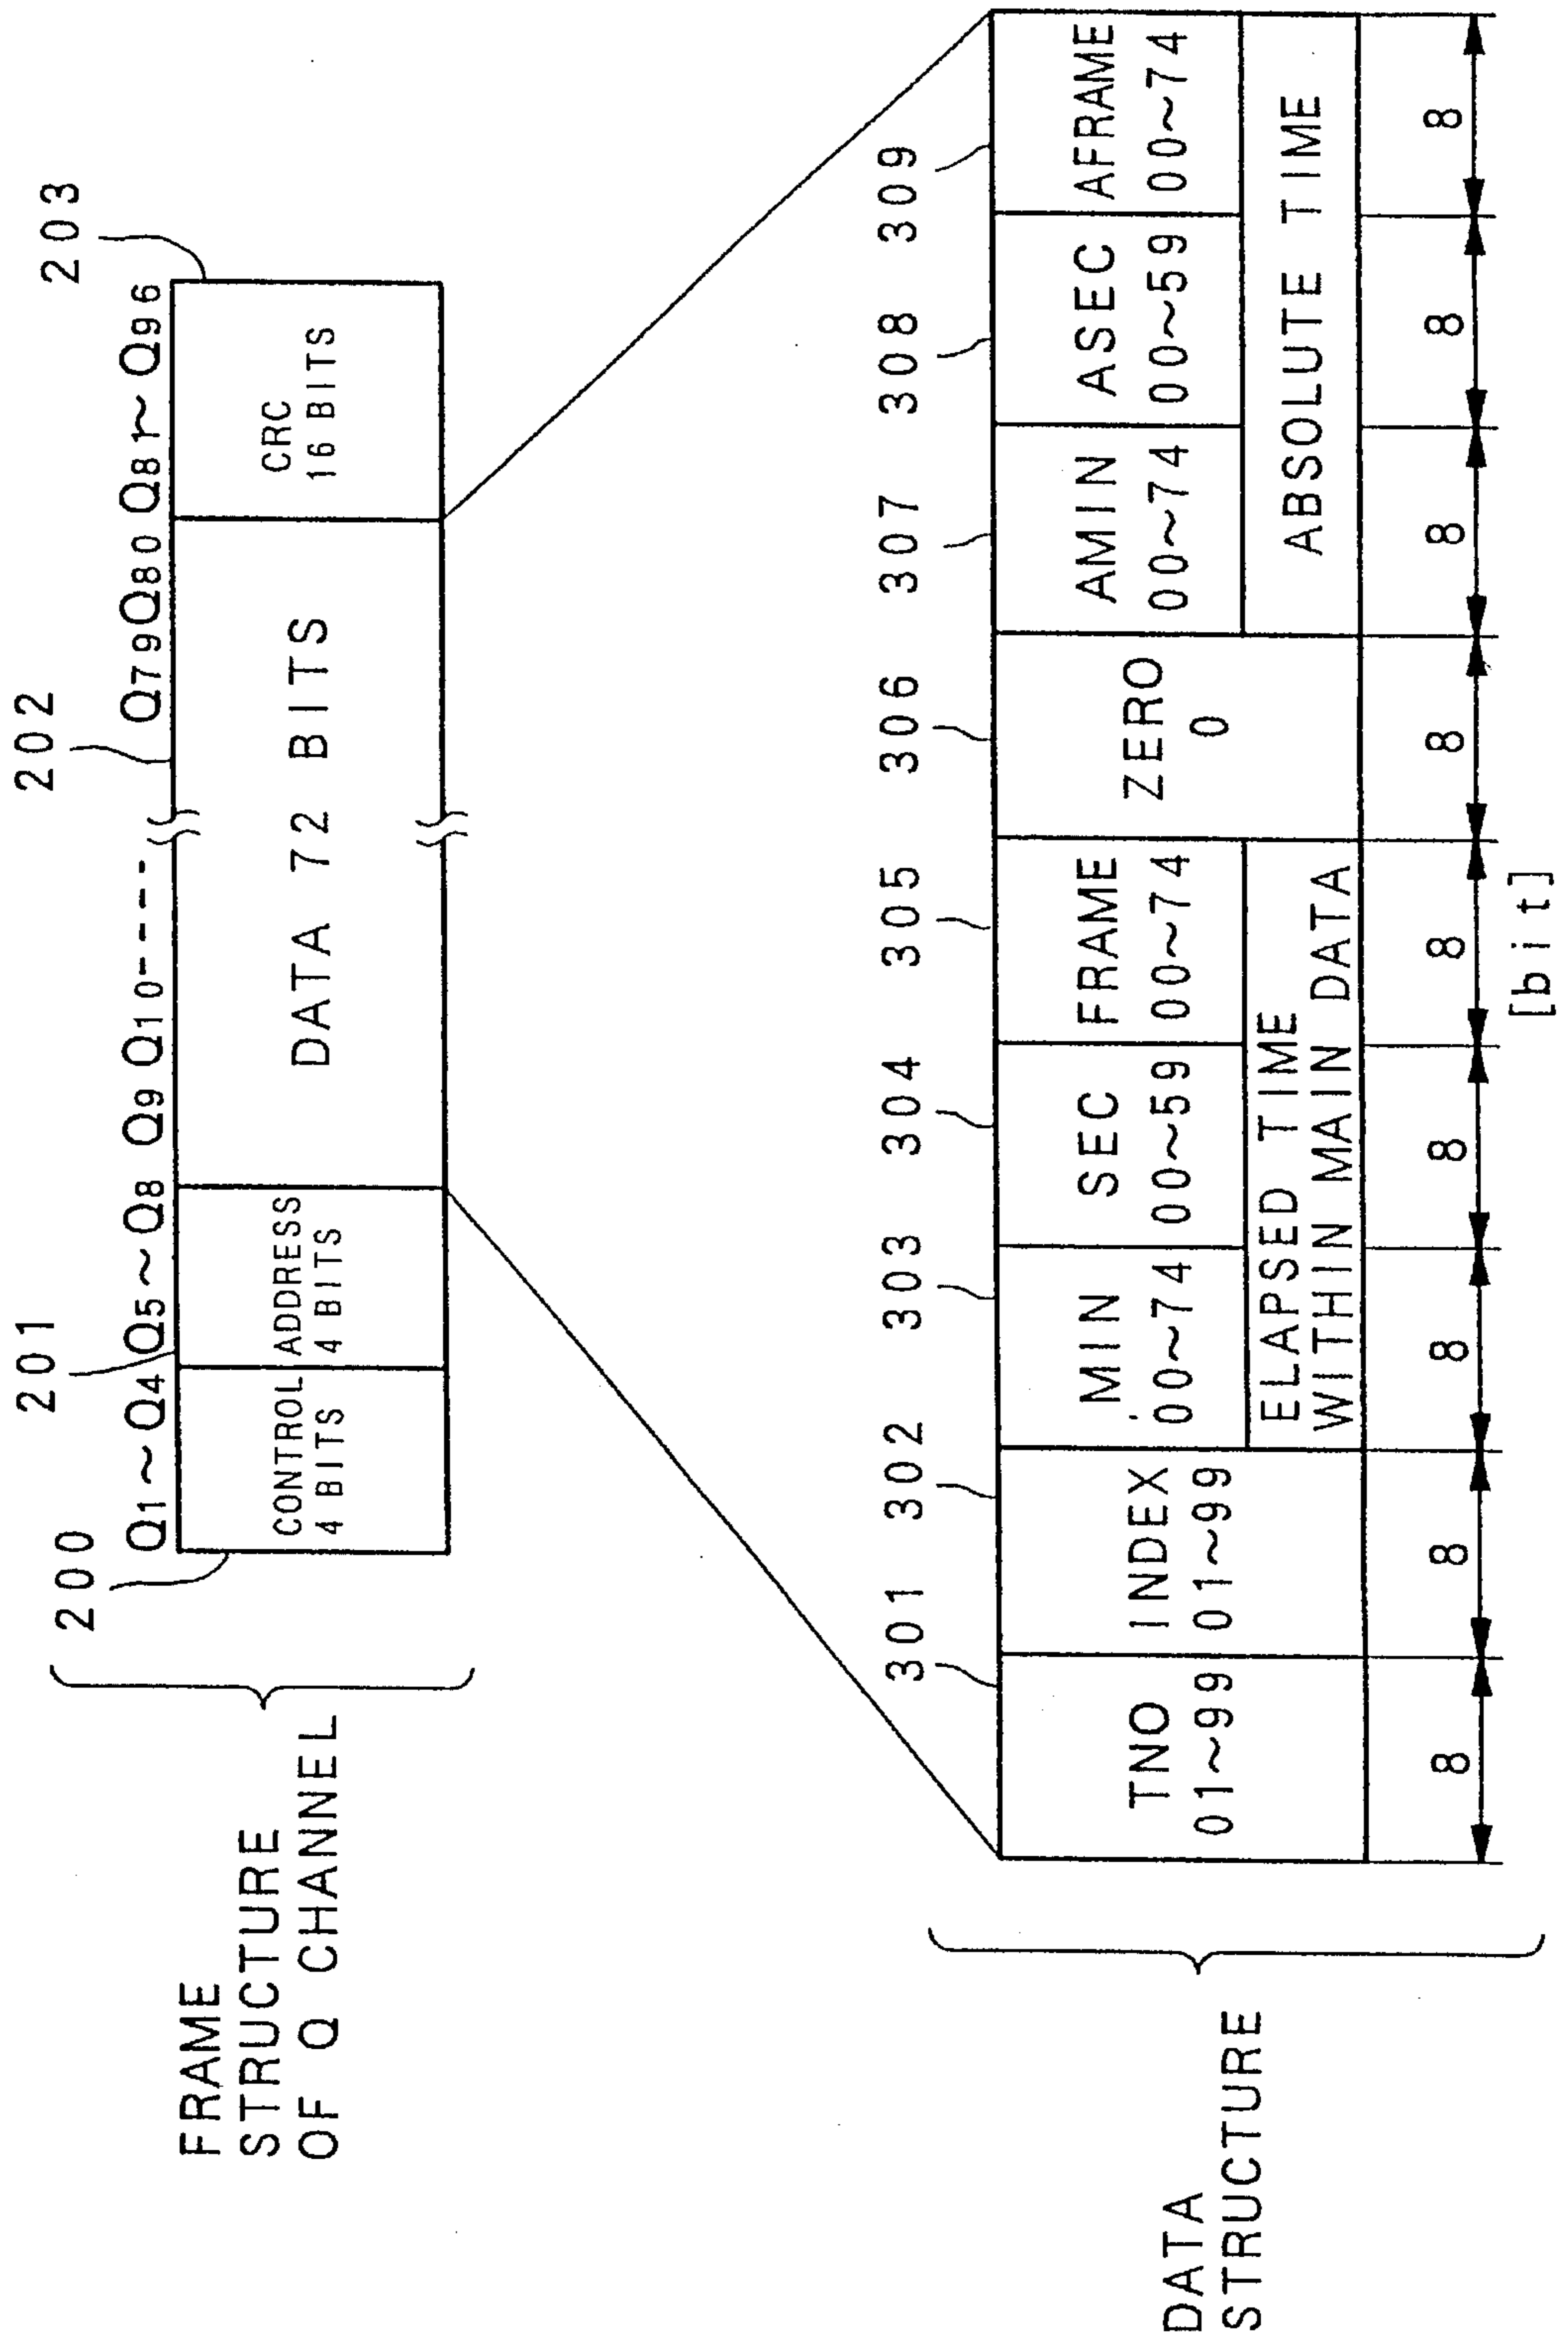 FRAME
STRUCTURE
OF Q CHANNEL
200
201
202
203
Q1~Q4 Q5~Q8 Q9 Q10---- Q79 Q80 Q81~Q96
CONTROL
4 BITS
ADDRESS
4 BITS
DATA 72 BITS
CRC
16 BITS
DATA
STRUCTURE
301 302 303 304 305 306 307 308 309
TNO
01~99
INDEX
01~99
MIN
00~74
SEC
00~59
FRAME
00~74
ELAPSED TIME
WITHIN MAIN DATA
ZERO
0
AMIN
00~74
ASEC
00~59
AFRAME
00~74
ABSOLUTE TIME
8 8 8 8 8 8 8 8 8
[bit]